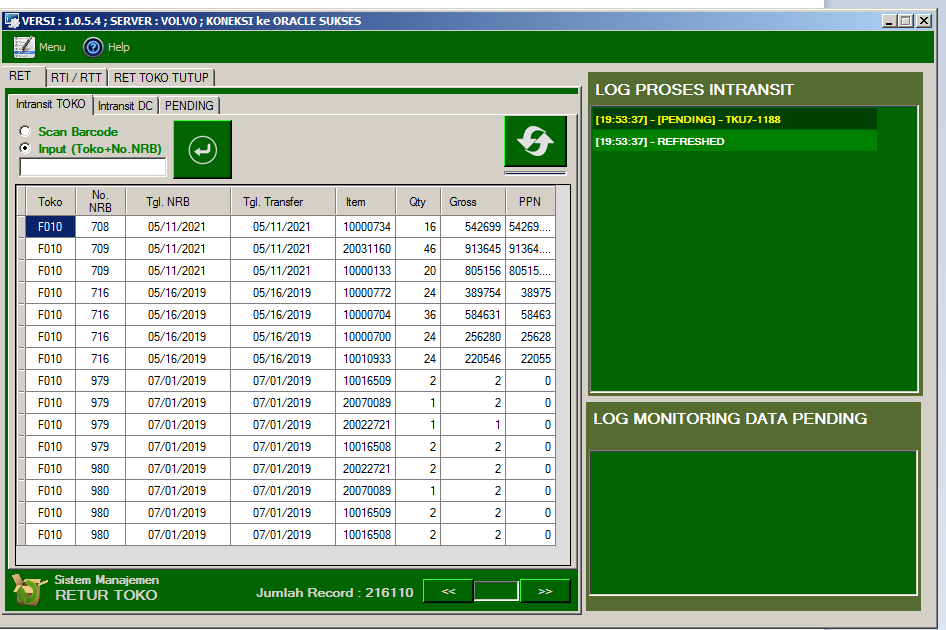 VERSI : 1.0.5.4 ; SERVER : VOLVO ; KONEKSI ke ORACLE SUKSES
Menu Help
RET RTI / RTT RET TOKO TUTUP
Intransit TOKO Intransit DC PENDING
Scan Barcode
Input (Toko+No.NRB)
Toko No. NRB Tgl. NRB Tgl. Transfer Item Qty Gross PPN
F010 708 05/11/2021 05/11/2021 10000734 16 542699 54269....
F010 709 05/11/2021 05/11/2021 20031160 46 913645 91364....
F010 709 05/11/2021 05/11/2021 10000133 20 805156 80515....
F010 716 05/16/2019 05/16/2019 10000772 24 389754 38975
F010 716 05/16/2019 05/16/2019 10000704 36 584631 58463
F010 716 05/16/2019 05/16/2019 10000700 24 256280 25628
F010 716 05/16/2019 05/16/2019 10010933 24 220546 22055
F010 979 07/01/2019 07/01/2019 10016509 2 2 0
F010 979 07/01/2019 07/01/2019 20070089 1 2 0
F010 979 07/01/2019 07/01/2019 20022721 1 1 0
F010 979 07/01/2019 07/01/2019 10016508 2 2 0
F010 980 07/01/2019 07/01/2019 20022721 2 2 0
F010 980 07/01/2019 07/01/2019 20070089 1 2 0
F010 980 07/01/2019 07/01/2019 10016509 2 2 0
F010 980 07/01/2019 07/01/2019 10016508 2 2 0
Sistem Manajemen
RETUR TOKO
Jumlah Record : 216110 << >>
LOG PROSES INTRANSIT
[19:53:37] - [PENDING] - TKU7-1188
[19:53:37] - REFRESHED
LOG MONITORING DATA PENDING